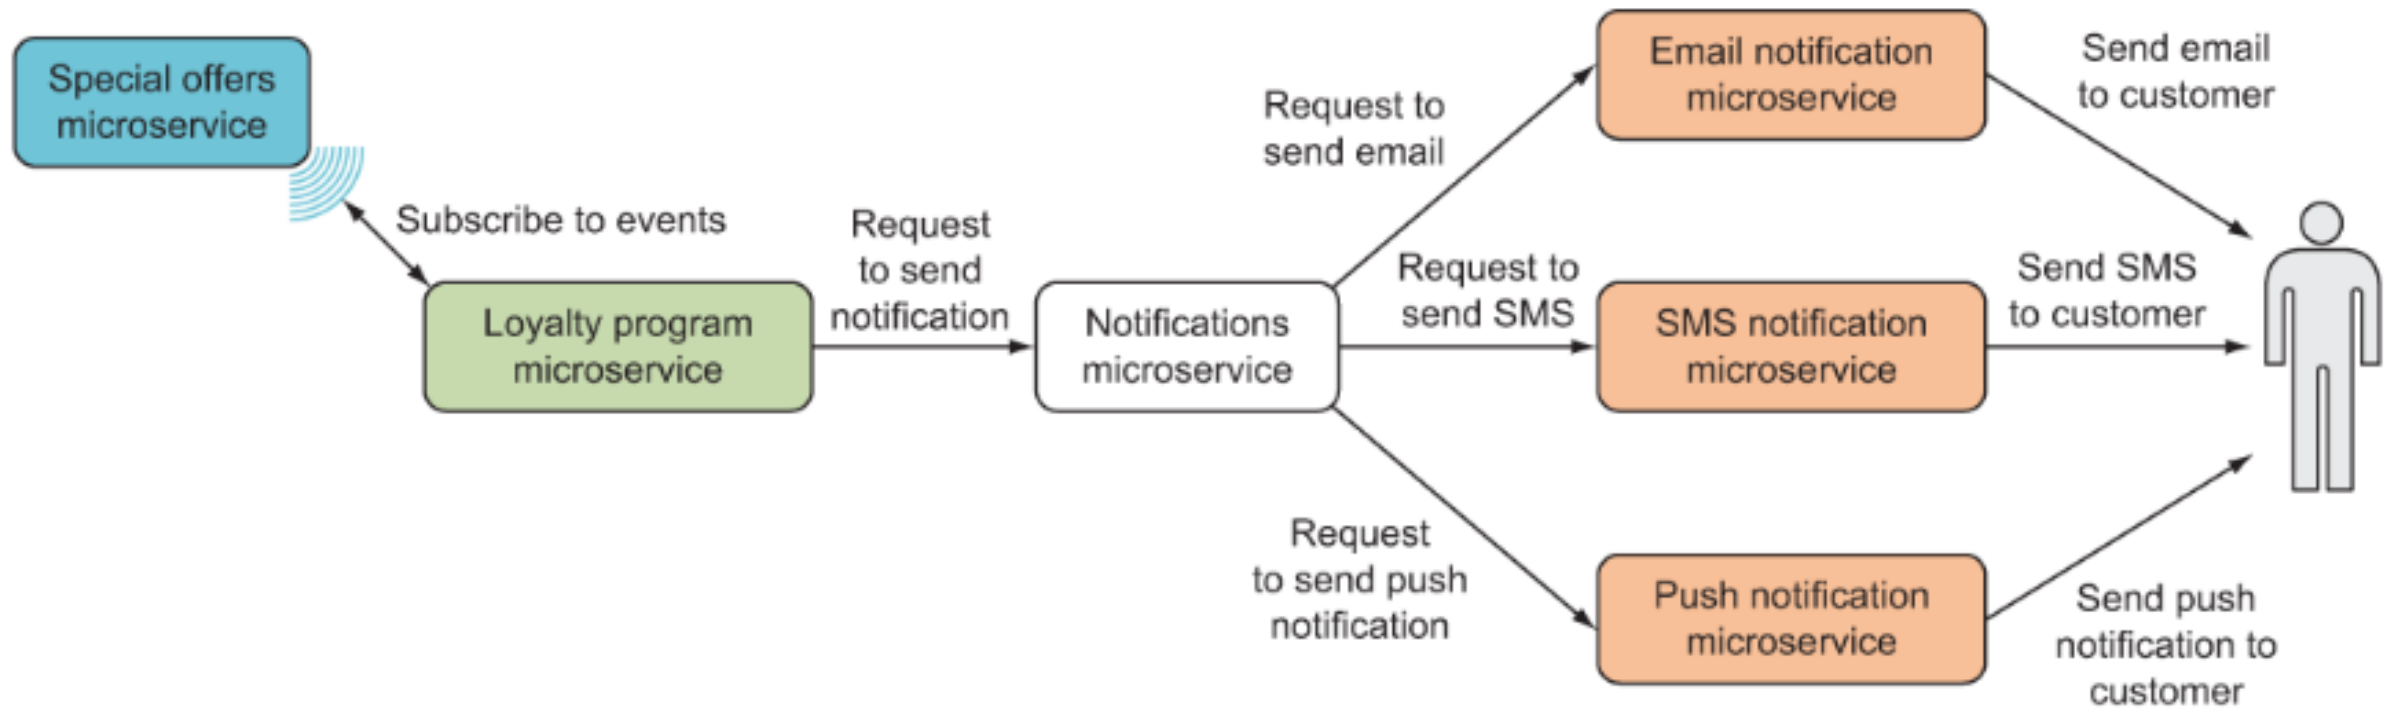 Special offers
microservice
Subscribe to events
Loyalty program
microservice
Request
to send
notification
Notifications
microservice
Request to
send email
Request to
send SMS
Request
to send push
notification
Email notification
microservice
SMS notification
microservice
Push notification
microservice
Send email
to customer
Send SMS
to customer
Send push
notification to
customer